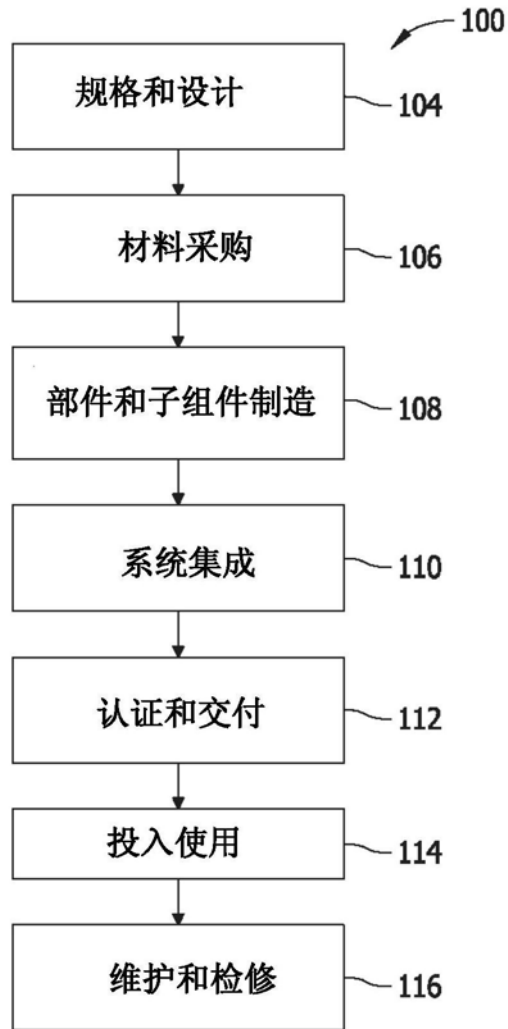 100
规格和设计
104
材料采购
106
部件和子组件制造
108
系统集成
110
认证和交付
112
投入使用
114
维护和检修
116